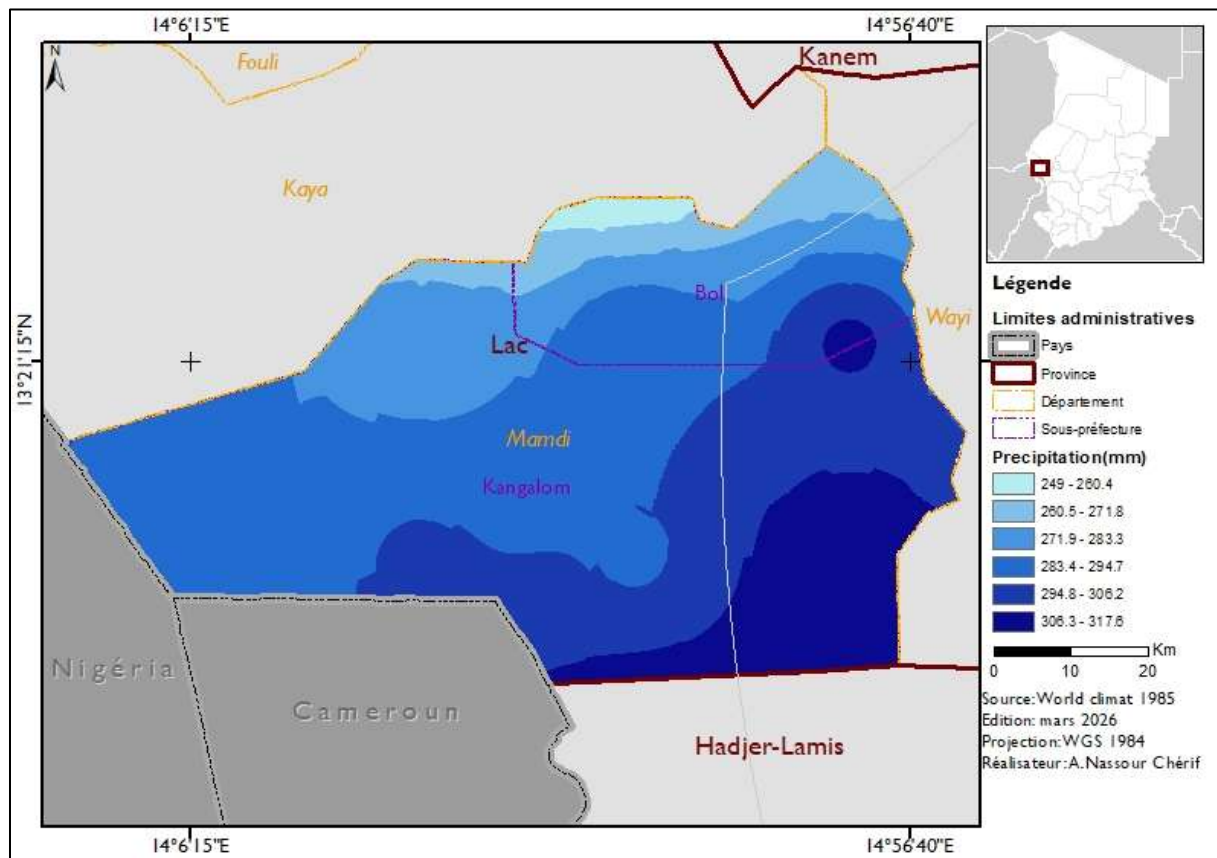 14°6'15"E
14°56'40"E
N
Fouli
Kanem
Kaya
Bol
Wayi
Lac
13°21'15"N
Mamdi
Kangalom
Nigéria
Cameroun
Hadjer-Lamis
14°6'15"E
14°56'40"E
Légende
Limites administratives
Pays
Province
Département
Sous-préfecture
Precipitation(mm)
249 - 260.4
260.5 - 271.8
271.9 - 283.3
283.4 - 294.7
294.8 - 306.2
306.3 - 317.6
Km
0 10 20
Source:World climat 1985
Edition: mars 2026
Projection:WGS 1984
Réalisateur:A.Nassour Chérif